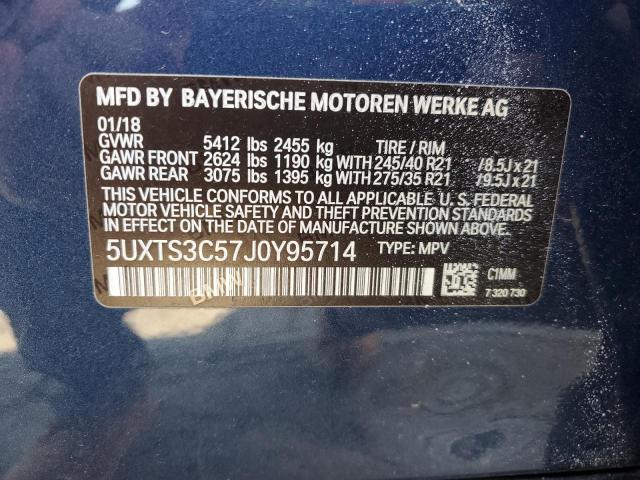 MFD BY BAYERISCHE MOTOREN WERKE AG
01/18
GVWR 5412 lbs 2455 kg TIRE / RIM
GAWR FRONT 2624 lbs 1190 kg WITH 245/40 R21 /8.5J x 21
GAWR REAR 3075 lbs 1395 kg WITH 275/35 R21 /9.5J x 21
THIS VEHICLE CONFORMS TO ALL APPLICABLE U. S. FEDERAL
MOTOR VEHICLE SAFETY AND THEFT PREVENTION STANDARDS
IN EFFECT ON THE DATE OF MANUFACTURE SHOWN ABOVE.
5UXTS3C57J0Y95714 TYPE: MPV
C1MM
BMW
7 320 730